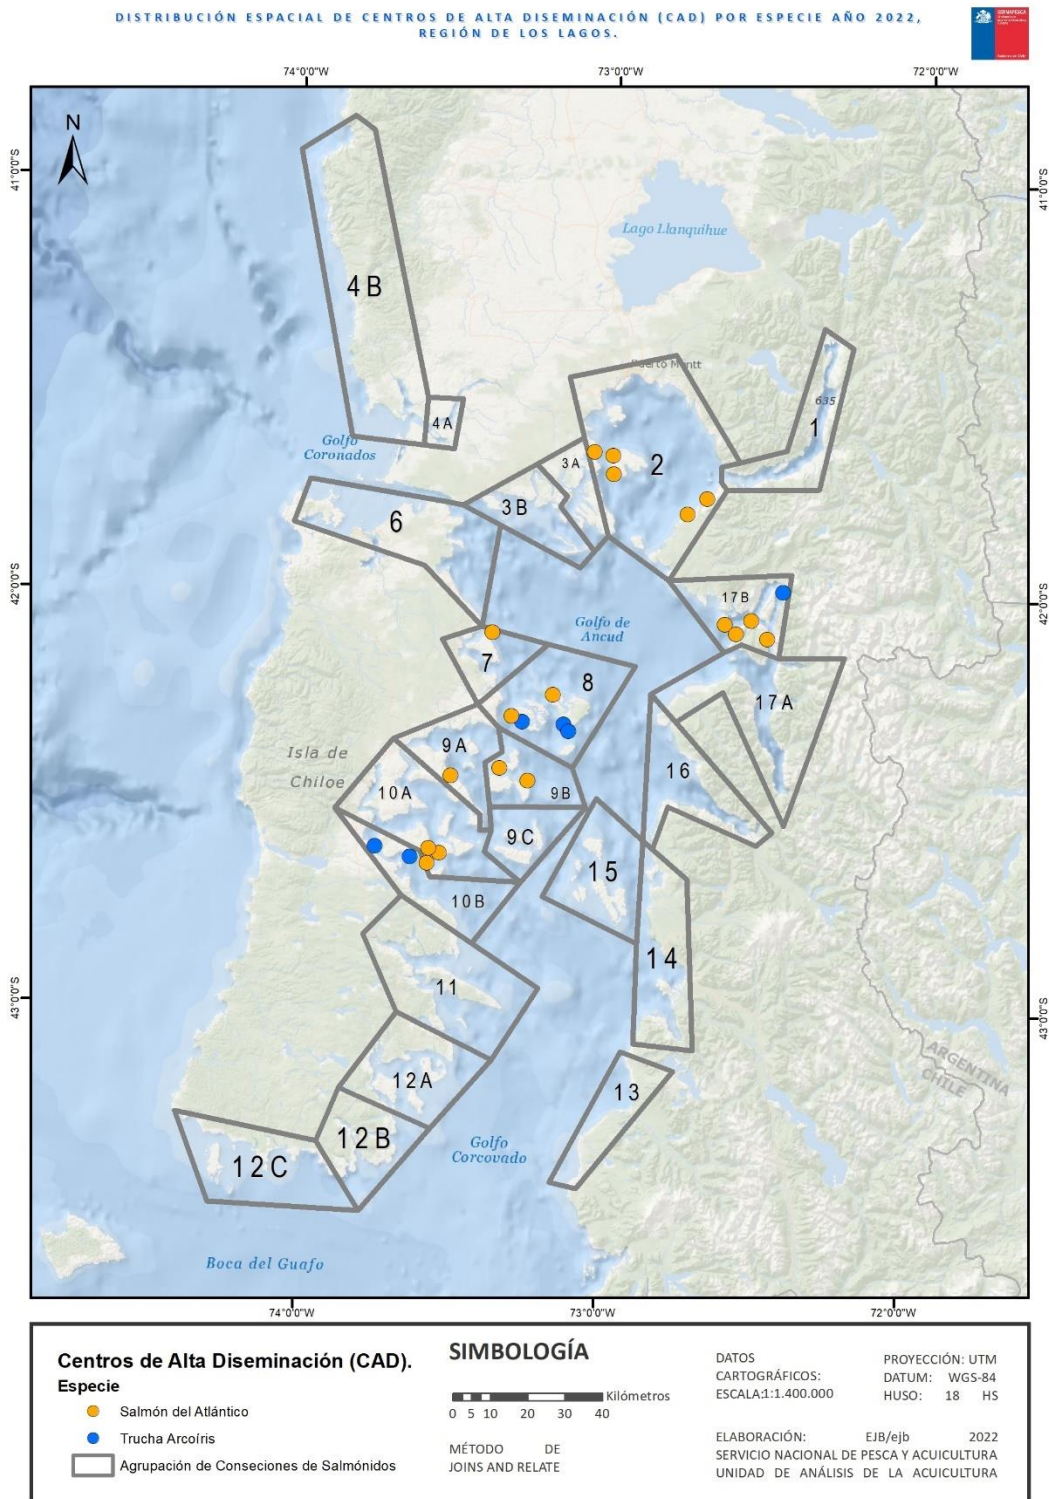 DISTRIBUCIÓN ESPACIAL DE CENTROS DE ALTA DISEMINACIÓN (CAD) POR ESPECIE AÑO 2022,
REGIÓN DE LOS LAGOS.
74°0'0"W 73°0'0"W 72°0'0"W
N
41°0'0"S
41°0'0"S
Lago Llanquihue
4 B
Puerto Montt
635
1
4 A
Golfo
Coronados
3 A
2
3 B
6
42°0'0"S
42°0'0"S
17 B
Golfo de
Ancud
7
8
17 A
9 A
Isla de
Chiloe
16
10 A
9 B
9 C
15
10 B
14
11
43°0'0"S
43°0'0"S
ARGENTINA
CHILE
12 A
13
12 B
Golfo
Corcovado
12 C
Boca del Guafo
74°0'0"W 73°0'0"W 72°0'0"W
Centros de Alta Diseminación (CAD).
Especie
Salmón del Atlántico
Trucha Arcoíris
Agrupación de Conseciones de Salmónidos
SIMBOLOGÍA
Kilómetros
0 5 10 20 30 40
MÉTODO DE
JOINS AND RELATE
DATOS
CARTOGRÁFICOS:
ESCALA:1:1.400.000
PROYECCIÓN: UTM
DATUM: WGS-84
HUSO: 18 HS
ELABORACIÓN: EJB/ejb 2022
SERVICIO NACIONAL DE PESCA Y ACUICULTURA
UNIDAD DE ANÁLISIS DE LA ACUICULTURA